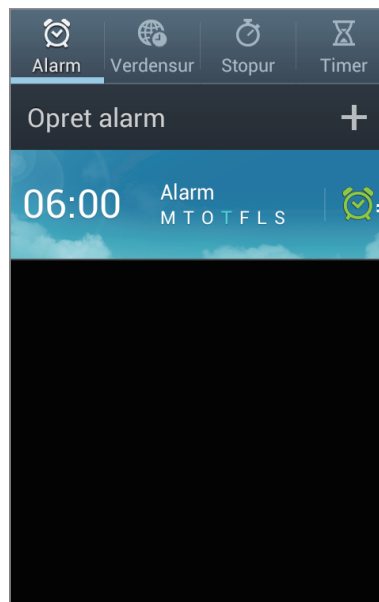 Alarm Verdensur Stopur Timer
Opret alarm
06:00 Alarm
M T O T F L S